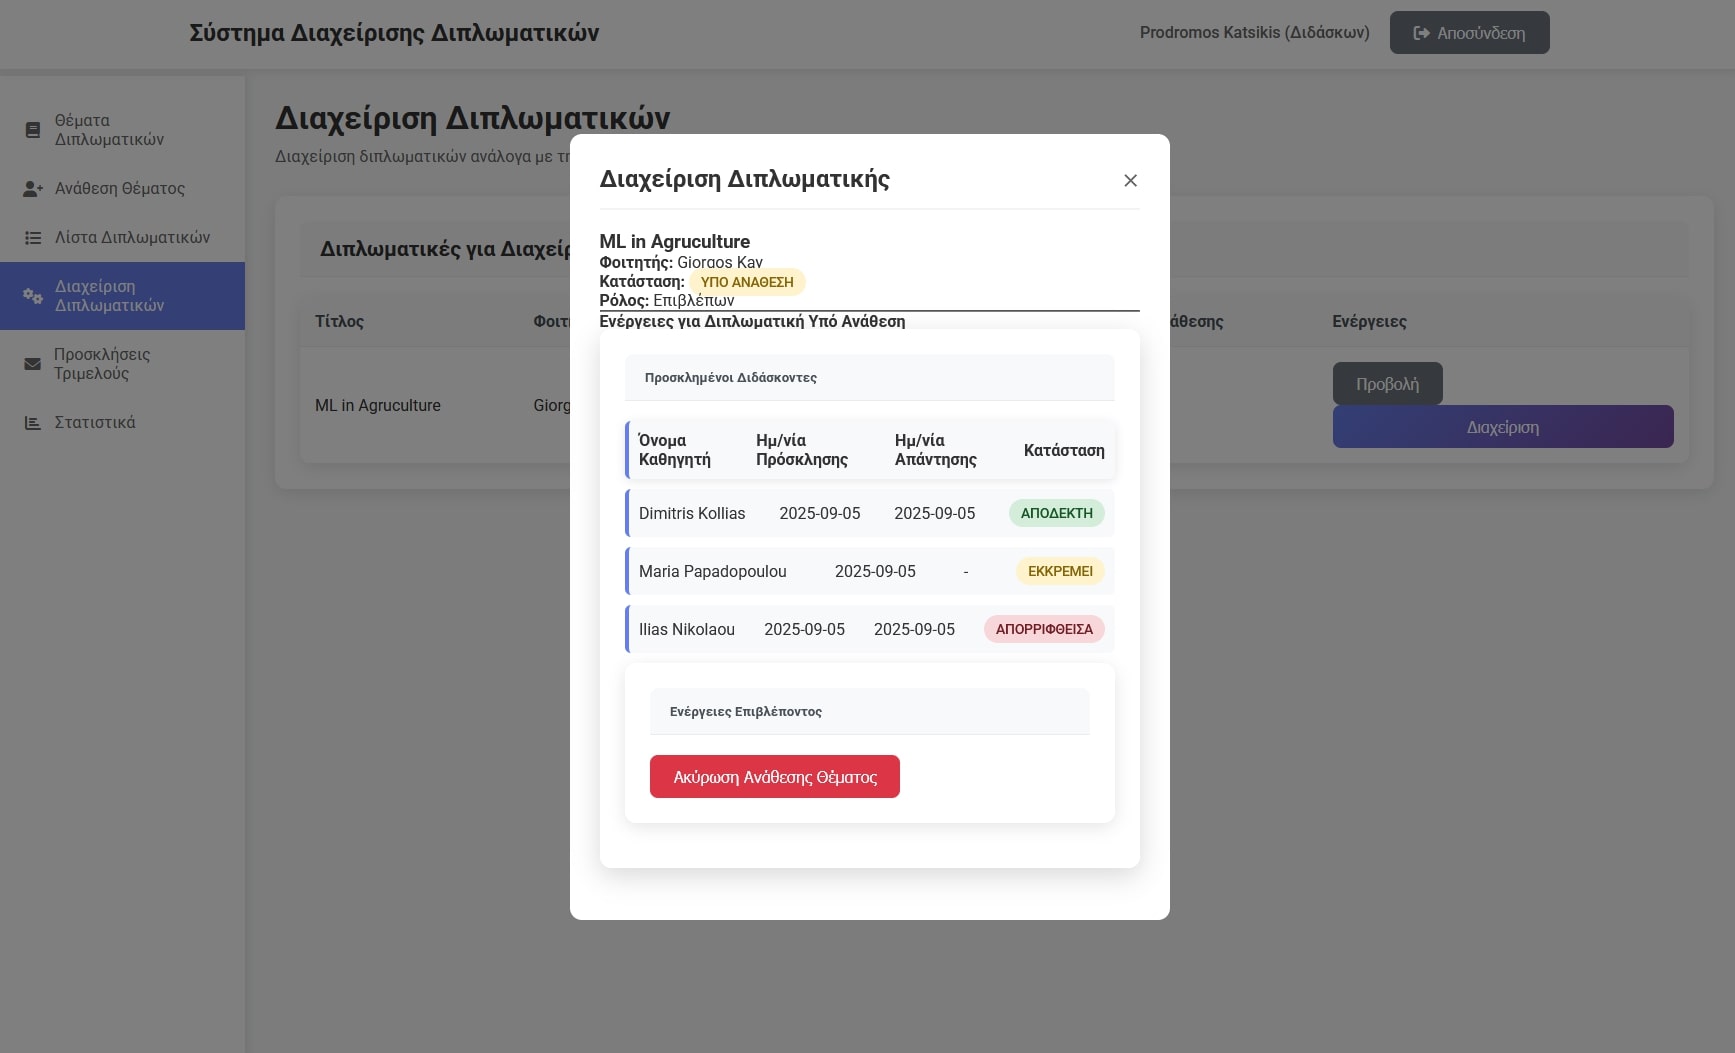 Σύστημα Διαχείρισης Διπλωματικών
Prodromos Katsikis (Διδάσκων)
Αποσύνδεση
Θέματα
Διπλωματικών
Ανάθεση Θέματος
Λίστα Διπλωματικών
Διαχείριση
Διπλωματικών
Προσκλήσεις
Τριμελούς
Στατιστικά
Διαχείριση Διπλωματικών
Διαχείριση διπλωματικών ανάλογα με τη
Διπλωματικές για Διαχείρ
Τίτλος
Φοιτ
άθεσης
Ενέργειες
ML in Agruculture
Giorg
Προβολή
Διαχείριση
Διαχείριση Διπλωματικής
ML in Agruculture
Φοιτητής: Giorgos Kay
Κατάσταση: ΥΠΟ ΑΝΑΘΕΣΗ
Ρόλος: Επιβλέπων
Ενέργειες για Διπλωματική Υπό Ανάθεση
Προσκλημένοι Διδάσκοντες
Όνομα Καθηγητή
Ημ/νία Πρόσκλησης
Ημ/νία Απάντησης
Κατάσταση
Dimitris Kollias 2025-09-05 2025-09-05 ΑΠΟΔΕΚΤΗ
Maria Papadopoulou 2025-09-05 - ΕΚΚΡΕΜΕΙ
Ilias Nikolaou 2025-09-05 2025-09-05 ΑΠΟΡΡΙΦΘΕΙΣΑ
Ενέργειες Επιβλέποντος
Ακύρωση Ανάθεσης Θέματος